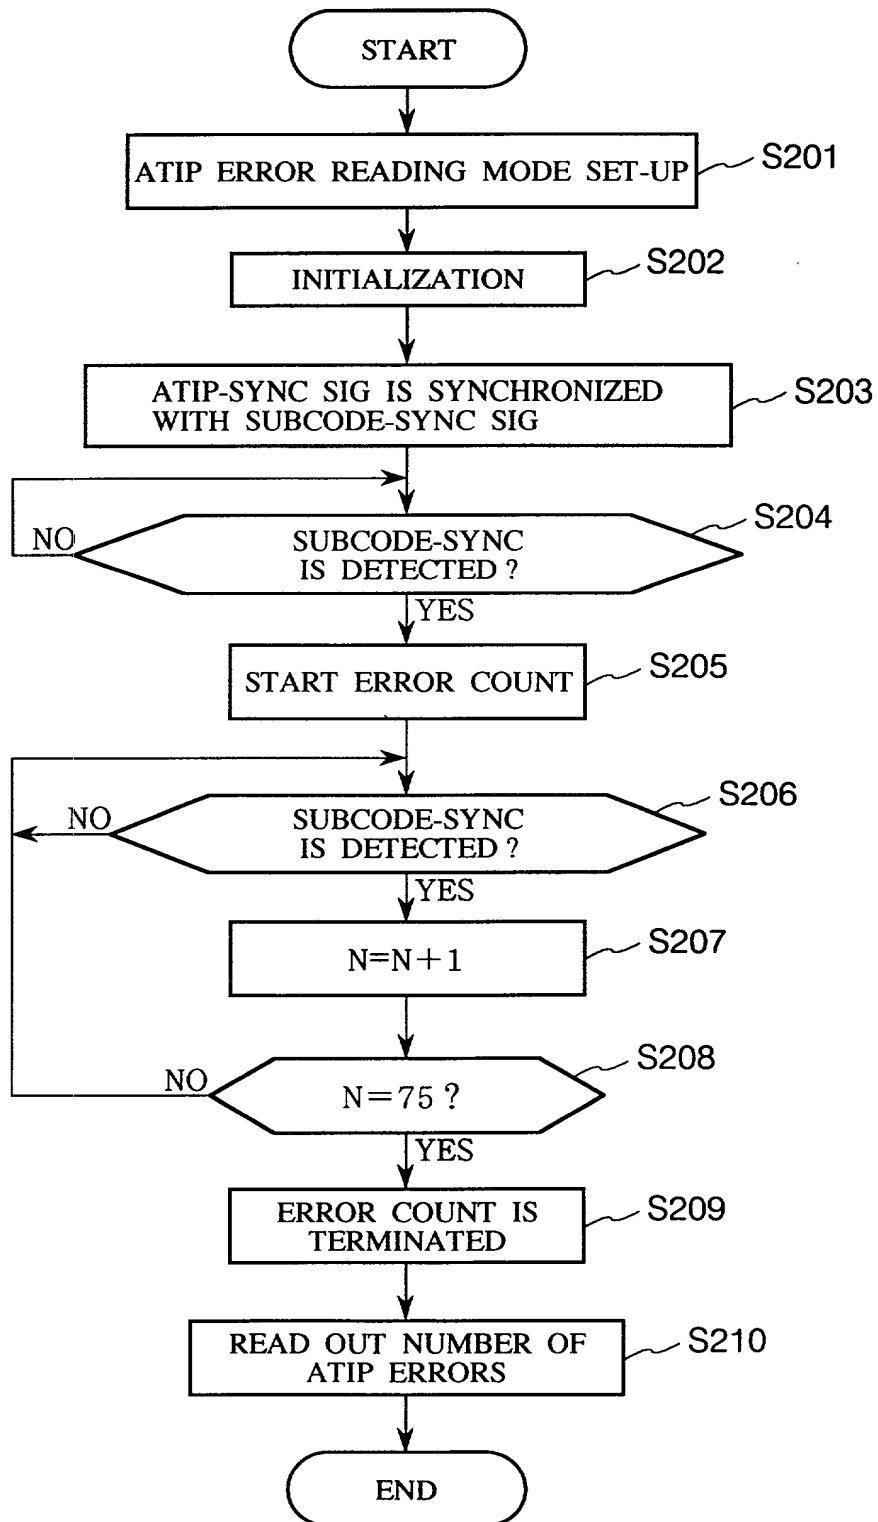 START
ATIP ERROR READING MODE SET-UP
S201
INITIALIZATION
S202
ATIP-SYNC SIG IS SYNCHRONIZED
WITH SUBCODE-SYNC SIG
S203
SUBCODE-SYNC
IS DETECTED ?
S204
NO
YES
START ERROR COUNT
S205
SUBCODE-SYNC
IS DETECTED ?
S206
NO
YES
N=N+1
S207
N=75 ?
S208
NO
YES
ERROR COUNT IS
TERMINATED
S209
READ OUT NUMBER OF
ATIP ERRORS
S210
END